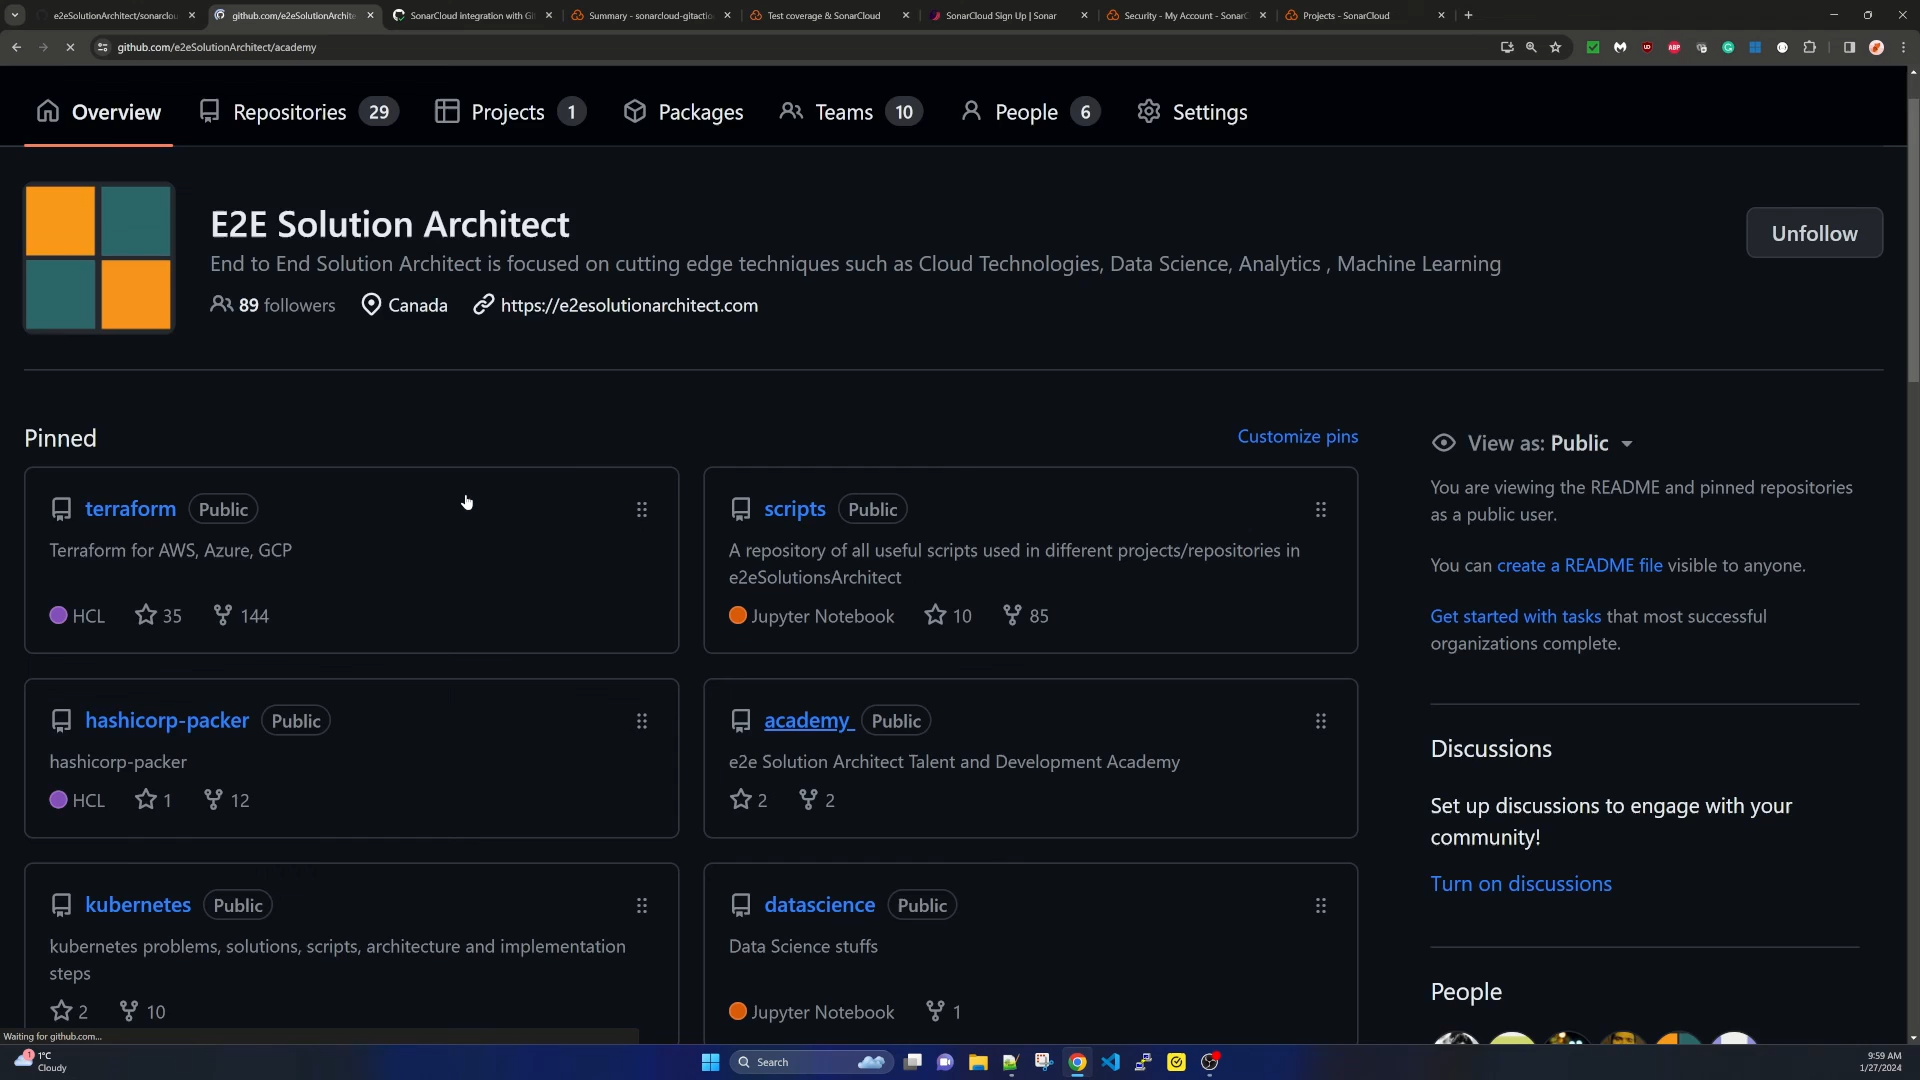 e2eSolutionArchitect/sonarclou
github.com/e2eSolutionArchite
SonarCloud integration with Gi
Summary - sonarcloud-gitactio
Test coverage & SonarCloud
SonarCloud Sign Up | Sonar
Security - My Account - SonarC
Projects - SonarCloud
github.com/e2eSolutionArchitect/academy
Overview
Repositories 29
Projects 1
Packages
Teams 10
People 6
Settings
E2E Solution Architect
Unfollow
End to End Solution Architect is focused on cutting edge techniques such as Cloud Technologies, Data Science, Analytics , Machine Learning
89 followers
Canada
https://e2esolutionarchitect.com
Pinned
Customize pins
terraform Public
Terraform for AWS, Azure, GCP
HCL 35 144
scripts Public
A repository of all useful scripts used in different projects/repositories in
e2eSolutionsArchitect
Jupyter Notebook 10 85
hashicorp-packer Public
hashicorp-packer
HCL 1 12
academy Public
e2e Solution Architect Talent and Development Academy
2 2
kubernetes Public
kubernetes problems, solutions, scripts, architecture and implementation
steps
2 10
datascience Public
Data Science stuffs
Jupyter Notebook 1
View as: Public
You are viewing the README and pinned repositories
as a public user.
You can create a README file visible to anyone.
Get started with tasks that most successful
organizations complete.
Discussions
Set up discussions to engage with your
community!
Turn on discussions
People
Waiting for github.com...
1
1°C
Cloudy
Search
9:59 AM
1/27/2024